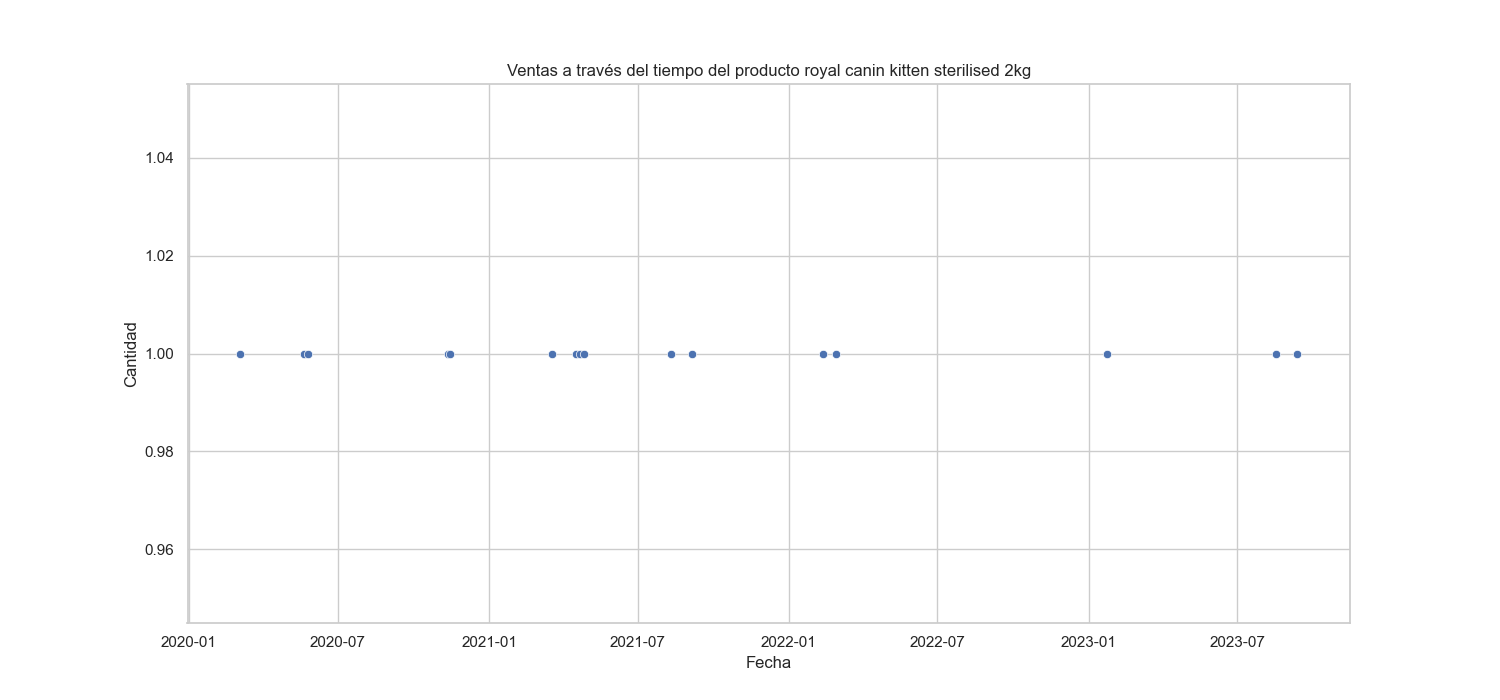 Ventas a través del tiempo del producto royal canin kitten sterilised 2kg
1.04
1.02
1.00
0.98
0.96
Cantidad
2020-01 2020-07 2021-01 2021-07 2022-01 2022-07 2023-01 2023-07
Fecha